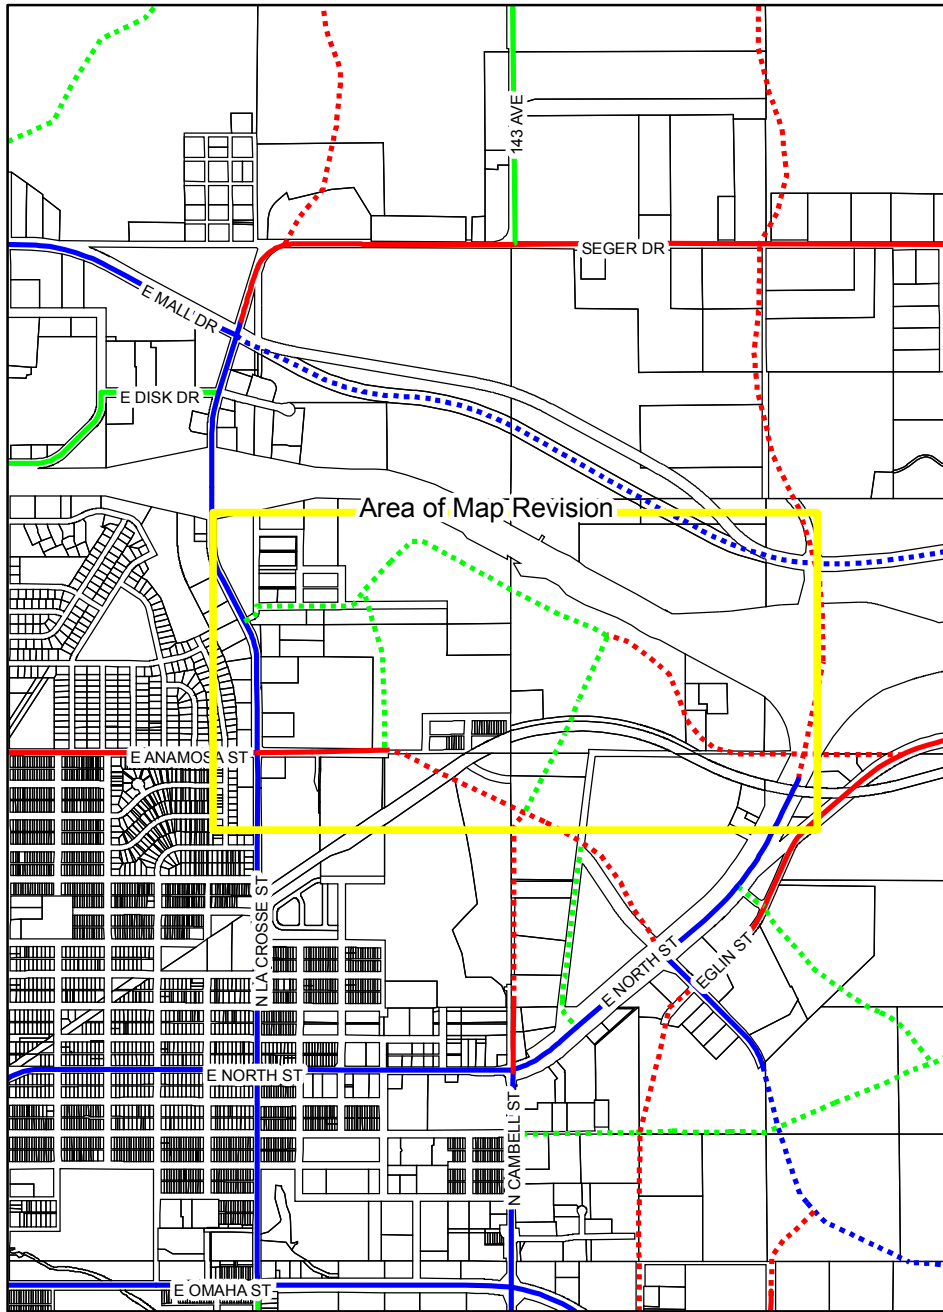 143 AVE
SEGER DR
E MALL DR
E DISK DR
Area of Map Revision
E ANAMOSA ST
N LA CROSSE ST
E NORTH ST
EGLIN ST
E NORTH ST
N CAMBELL ST
E OMAHA ST